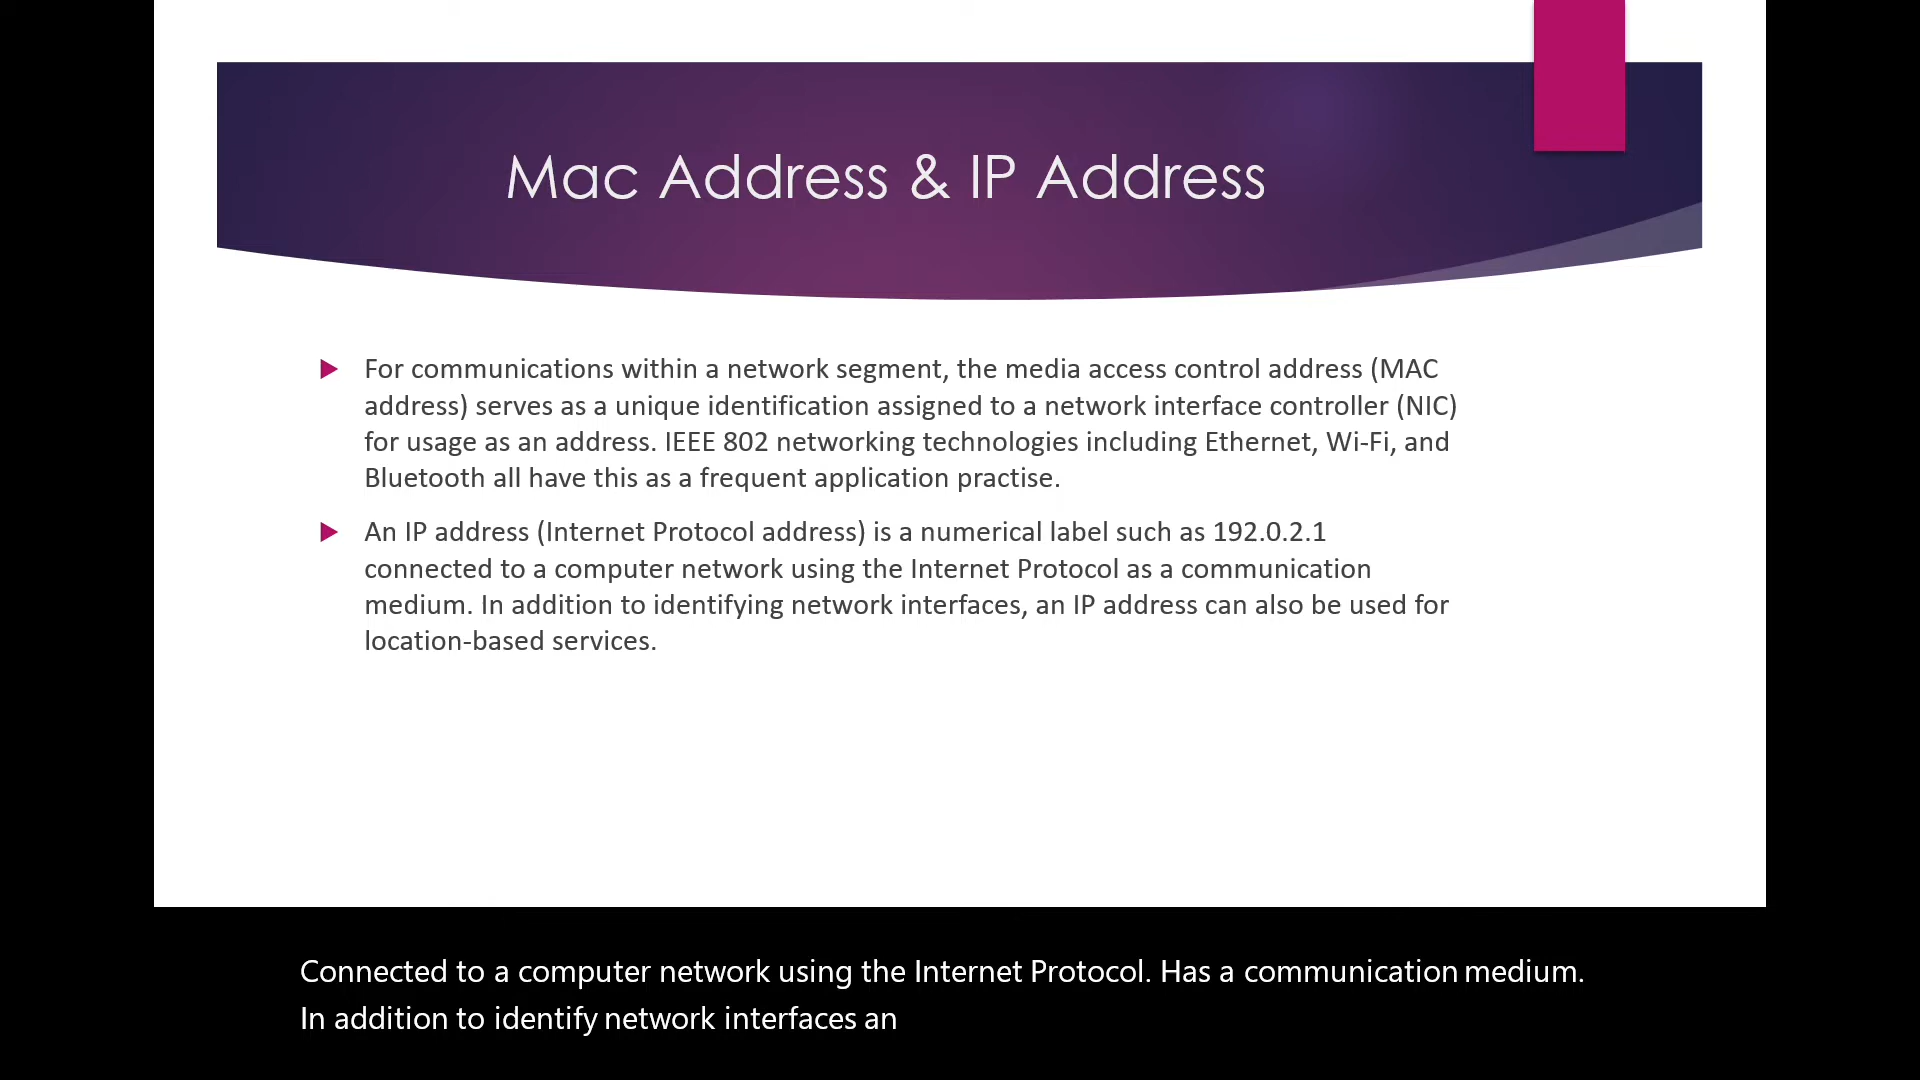 Mac Address & IP Address
For communications within a network segment, the media access control address (MAC
address) serves as a unique identification assigned to a network interface controller (NIC)
for usage as an address. IEEE 802 networking technologies including Ethernet, Wi-Fi, and
Bluetooth all have this as a frequent application practise.
An IP address (Internet Protocol address) is a numerical label such as 192.0.2.1
connected to a computer network using the Internet Protocol as a communication
medium. In addition to identifying network interfaces, an IP address can also be used for
location-based services.
Connected to a computer network using the Internet Protocol. Has a communication medium.
In addition to identify network interfaces an